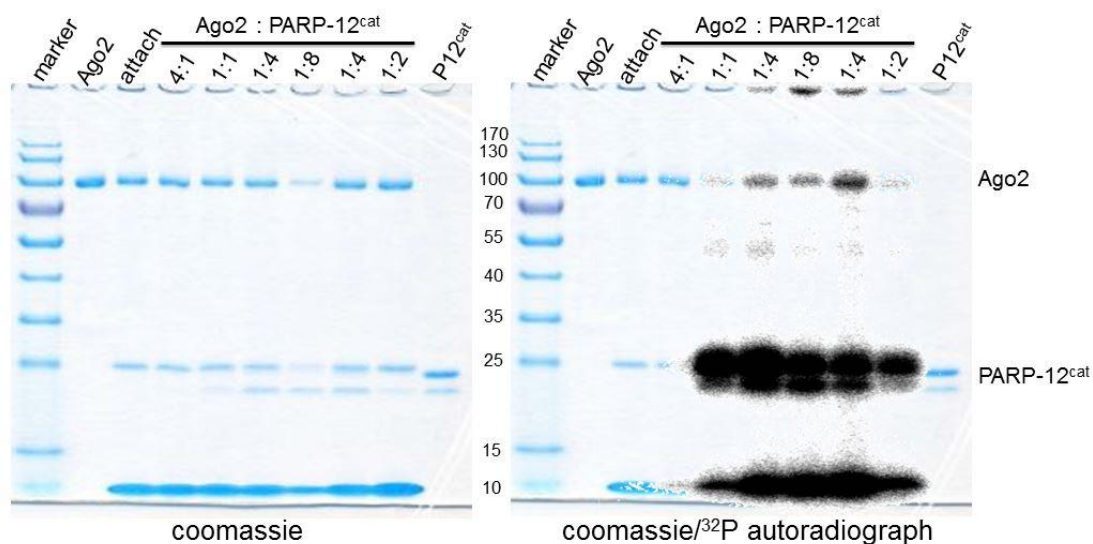 Ago2 : PARP-12cat
marker Ago2 attach 4:1 1:1 1:4 1:8 1:4 1:2 P12cat
170
130
100
70
55
40
35
25
15
10
coomassie
Ago2 : PARP-12cat
marker Ago2 attach 4:1 1:1 1:4 1:8 1:4 1:2 P12cat
Ago2
PARP-12cat
coomassie/32P autoradiograph